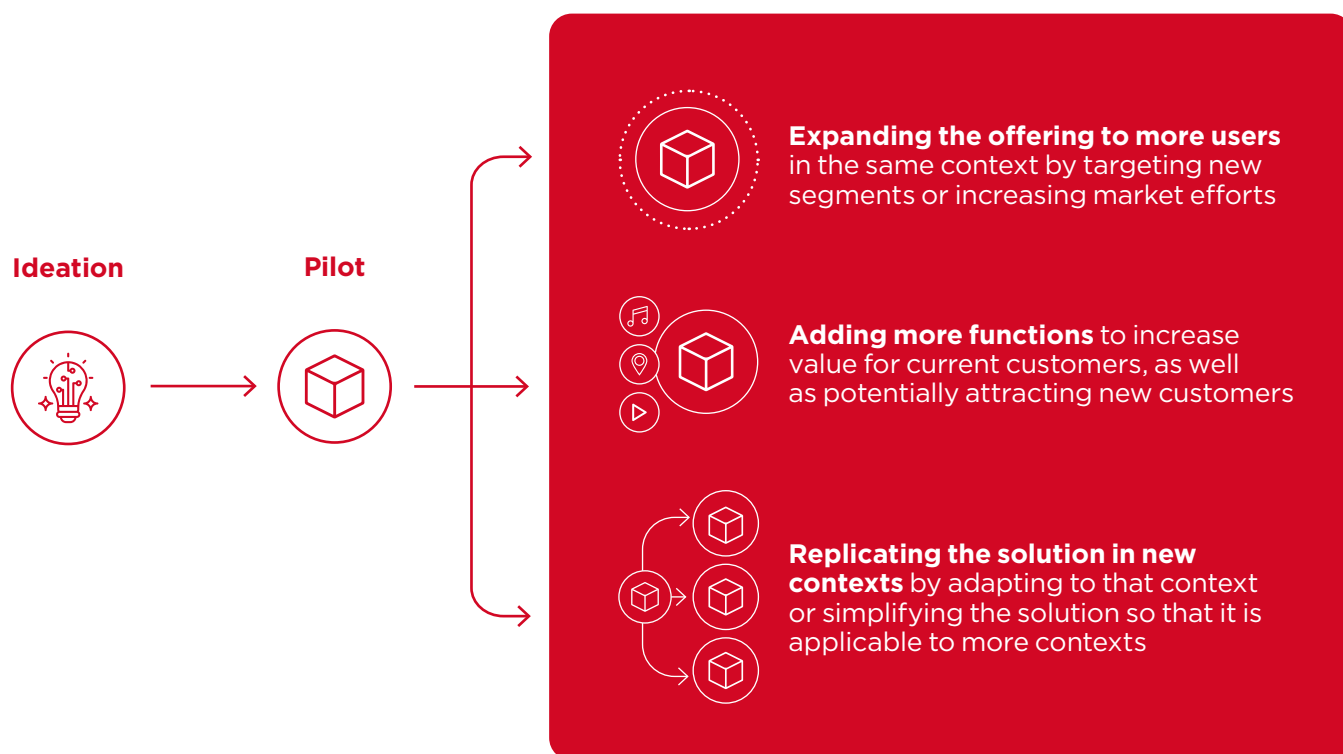 Ideation
Pilot
Expanding the offering to more users
in the same context by targeting new
segments or increasing market efforts
Adding more functions to increase
value for current customers, as well
as potentially attracting new customers
Replicating the solution in new
contexts by adapting to that context
or simplifying the solution so that it is
applicable to more contexts